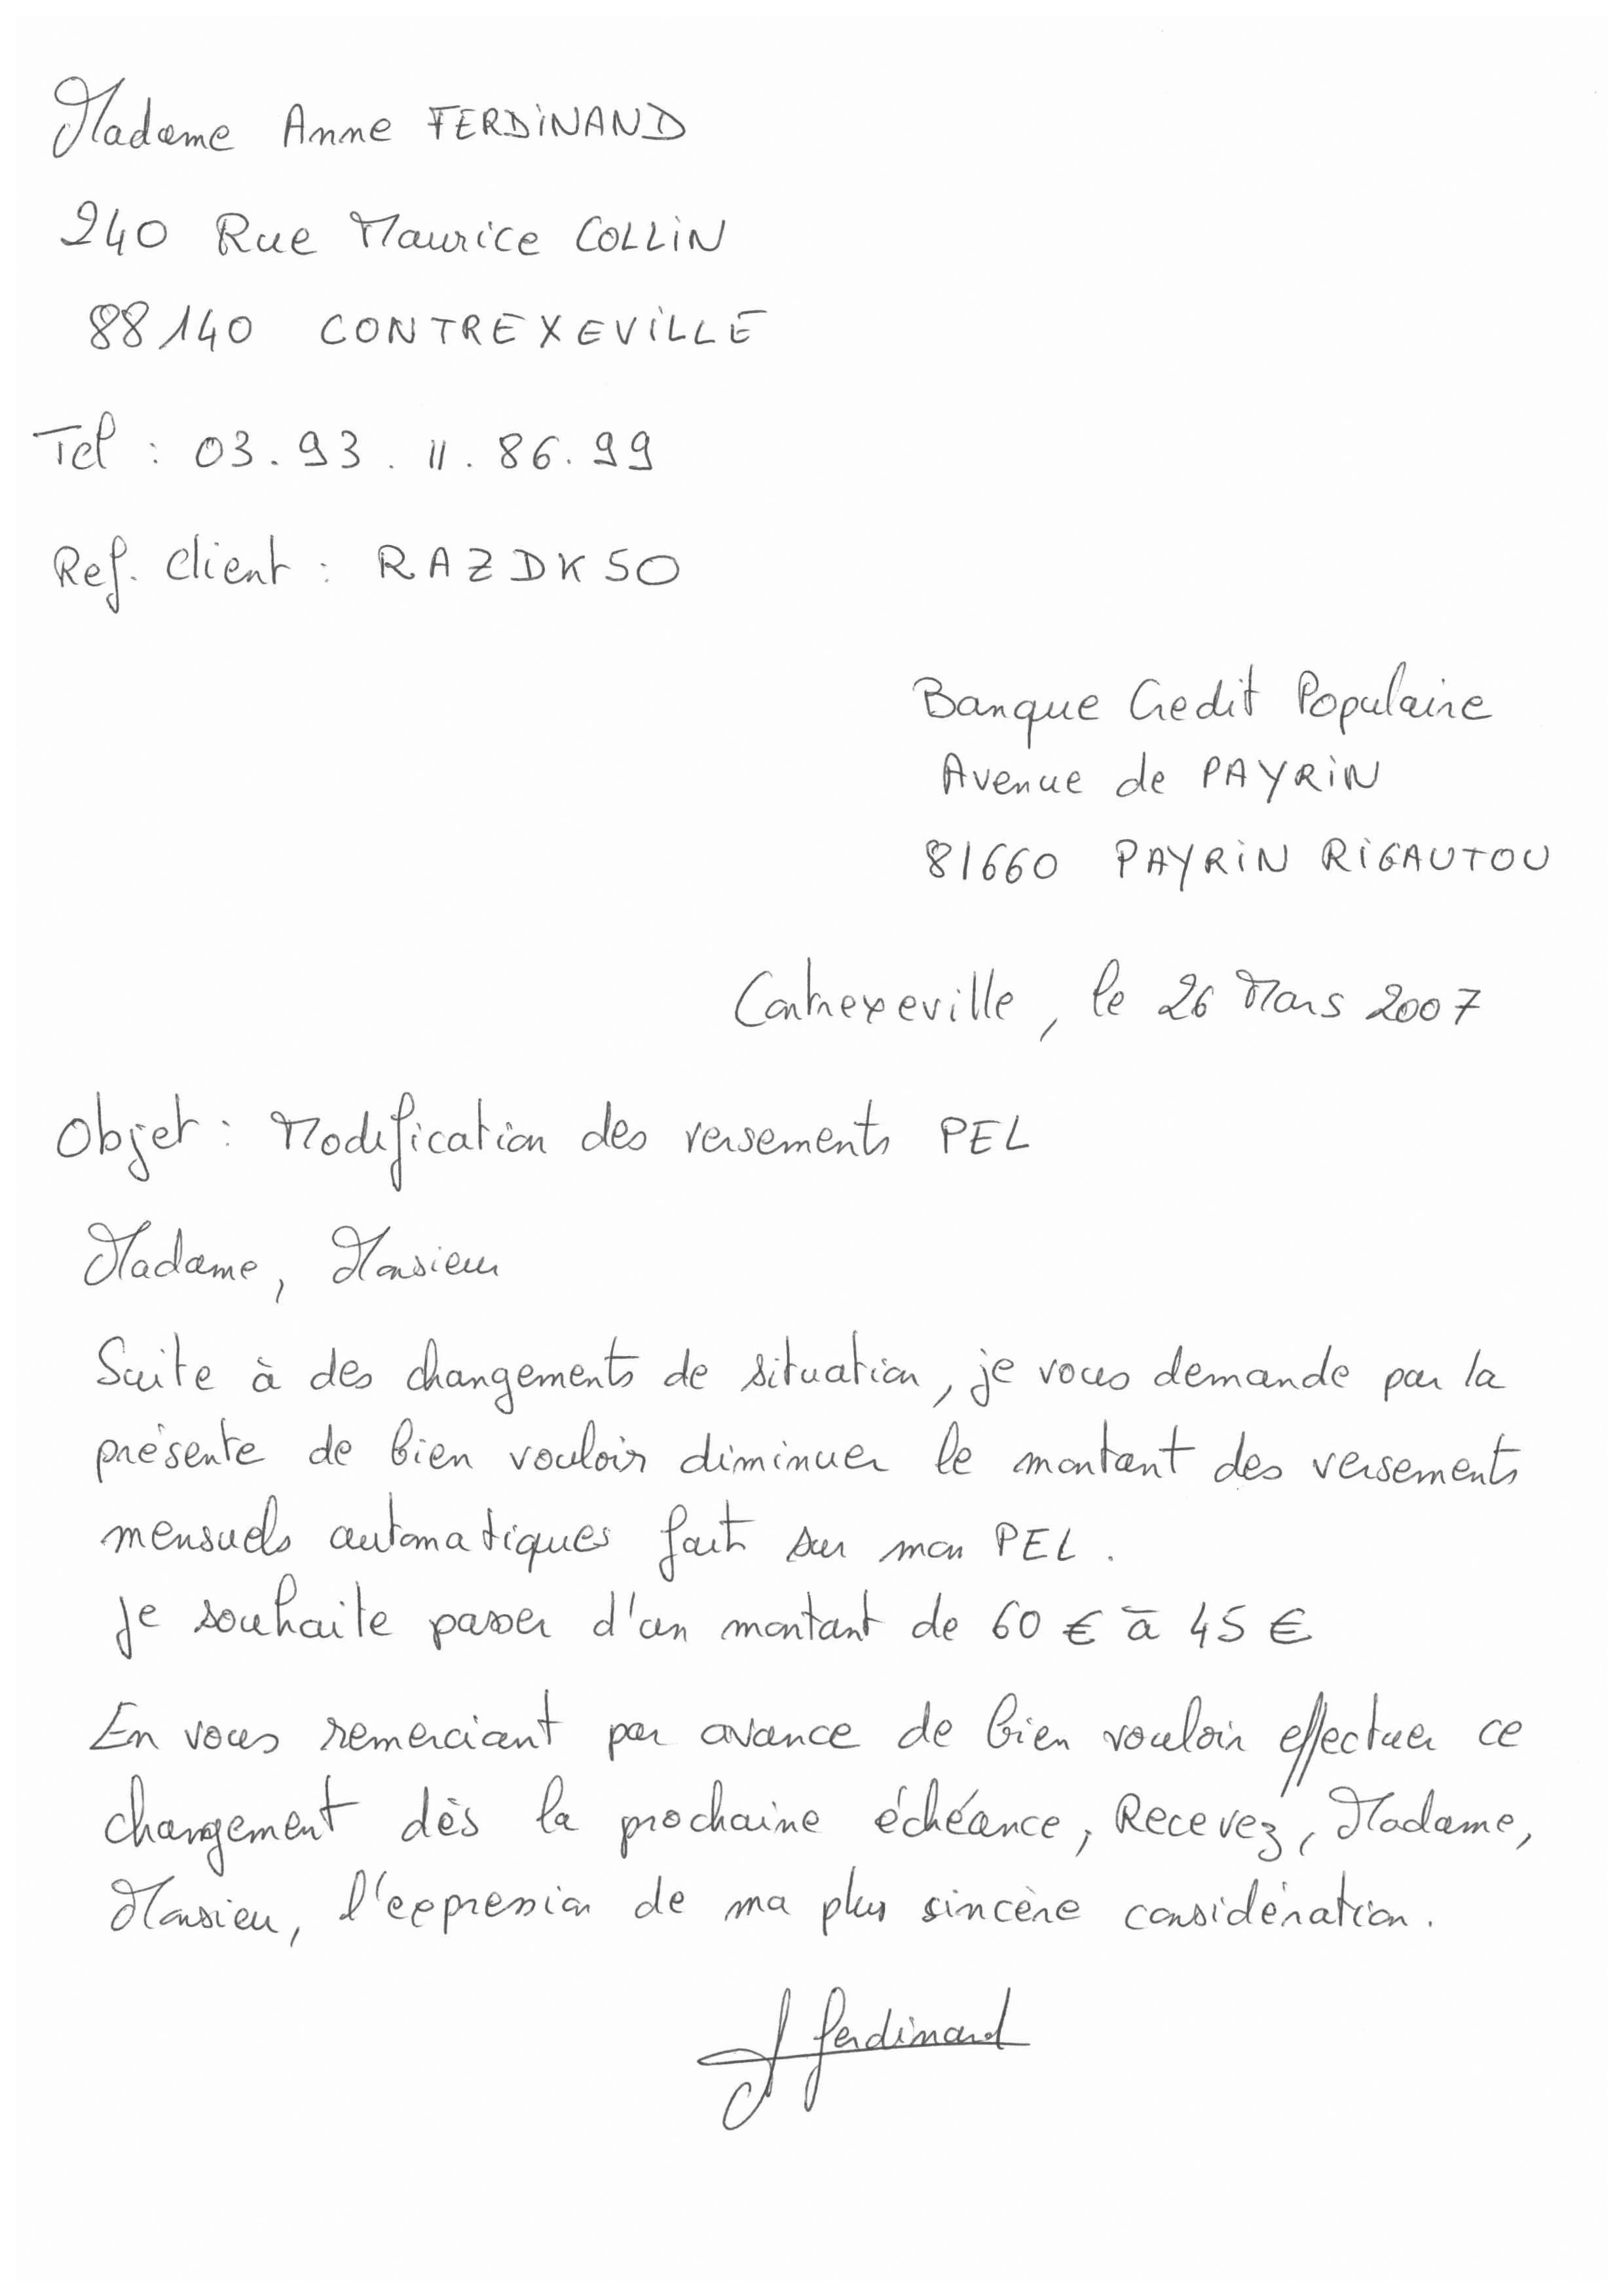 Madame Anne FERDINAND
240 Rue Maurice COLLIN
88140 CONTREXEVILLE
Tel : 03.93.11.86.99
Ref. client : RAZDK50
Banque Credit Populaire
Avenue de PAYRIN
81660 PAYRIN RIGAUTOU
Contrexeville, le 26 Mars 2007
Objet : Modification des versements PEL
Madame, Monsieur
Suite à des changements de situation, je vous demande par la
présente de bien vouloir diminuer le montant des versements
mensuels automatiques fait sur mon PEL.
Je souhaite passer d'un montant de 60 € à 45 €
En vous remerciant par avance de bien vouloir effectuer ce
changement dès la prochaine échéance, Recevez, Madame,
Monsieur, l'expression de ma plus sincère considération.
A Ferdinand